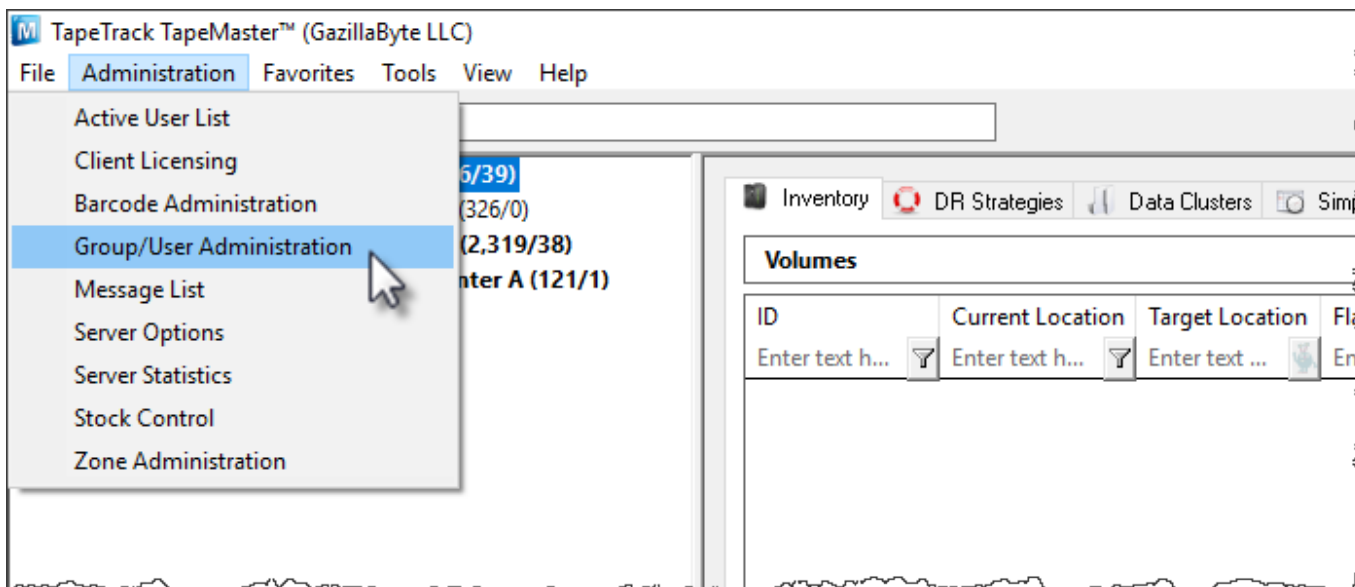 TapeTrack TapeMaster™ (GazillaByte LLC)
File Administration Favorites Tools View Help
Active User List
Client Licensing
Barcode Administration
Group/User Administration
Message List
Server Options
Server Statistics
Stock Control
Zone Administration
6/39)
(326/0)
(2,319/38)
nter A (121/1)
Inventory DR Strategies Data Clusters Simp
Volumes
ID Current Location Target Location Fla
Enter text h... Enter text h... Enter text ... En